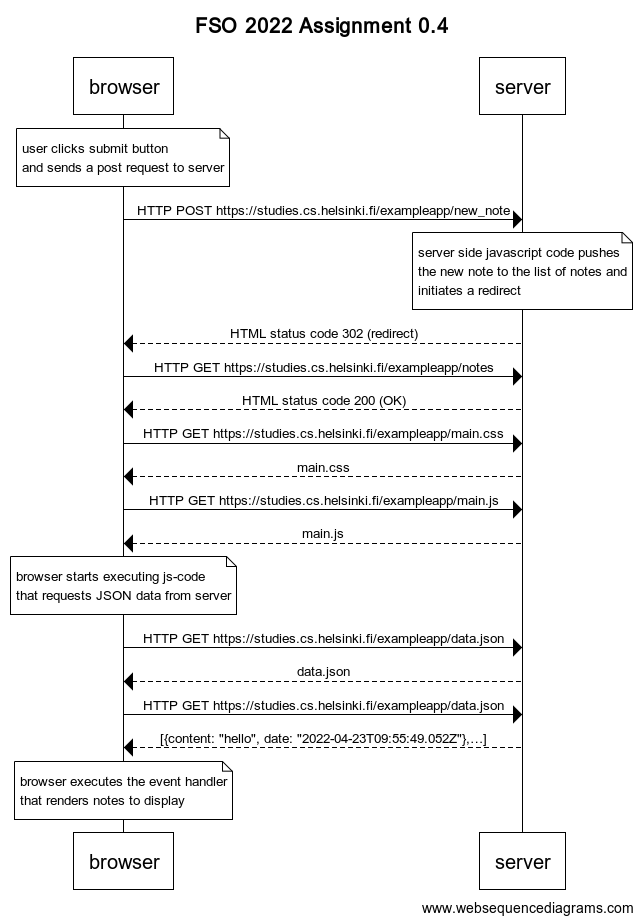 FSO 2022 Assignment 0.4
browser
server
user clicks submit button
and sends a post request to server
HTTP POST https://studies.cs.helsinki.fi/exampleapp/new_note
server side javascript code pushes
the new note to the list of notes and
initiates a redirect
HTML status code 302 (redirect)
HTTP GET https://studies.cs.helsinki.fi/exampleapp/notes
HTML status code 200 (OK)
HTTP GET https://studies.cs.helsinki.fi/exampleapp/main.css
main.css
HTTP GET https://studies.cs.helsinki.fi/exampleapp/main.js
main.js
browser starts executing js-code
that requests JSON data from server
HTTP GET https://studies.cs.helsinki.fi/exampleapp/data.json
data.json
HTTP GET https://studies.cs.helsinki.fi/exampleapp/data.json
[{content: "hello", date: "2022-04-23T09:55:49.052Z"},...]
browser executes the event handler
that renders notes to display
browser
server
www.websequencediagrams.com